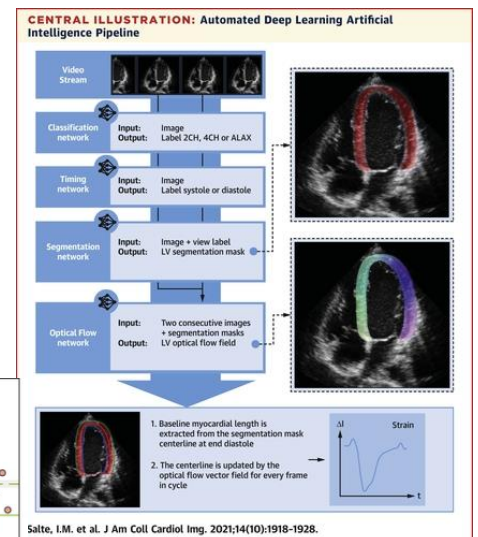 CENTRAL ILLUSTRATION: Automated Deep Learning Artificial
Intelligence Pipeline
Video
Stream
Classification
network
Input: Image
Output: Label 2CH, 4CH or ALAX
Timing
network
Input: Image
Output: Label systole or diastole
Segmentation
network
Input: Image + view label
Output: LV segmentation mask
Optical Flow
network
Input: Two consecutive images
+ segmentation masks
Output: LV optical flow field
1. Baseline myocardial length is
extracted from the segmentation mask
centerline at end diastole
2. The centerline is updated by the
optical flow vector field for every frame
in cycle
Δl
Strain
t
Salte, I.M. et al. J Am Coll Cardiol Img. 2021;14(10):1918–1928.